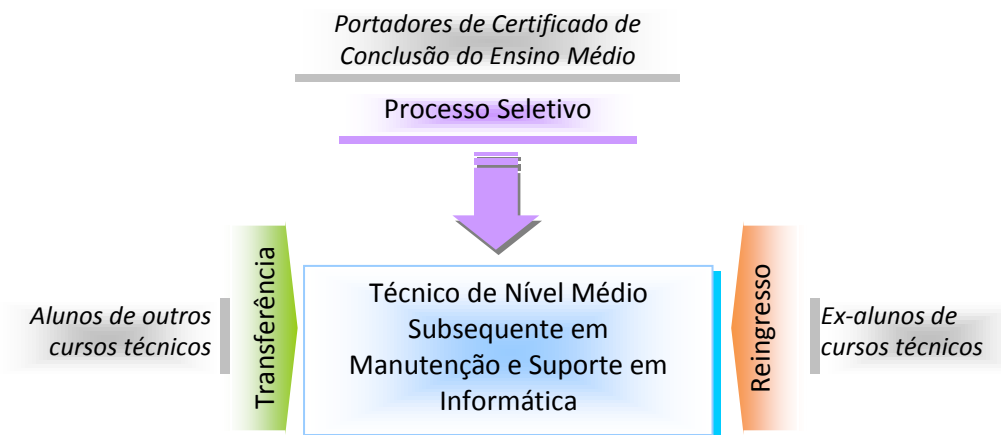 Portadores de Certificado de
Conclusão do Ensino Médio
Processo Seletivo
Alunos de outros
cursos técnicos
Transferência
Técnico de Nível Médio
Subsequente em
Manutenção e Suporte em
Informática
Reingresso
Ex-alunos de
cursos técnicos